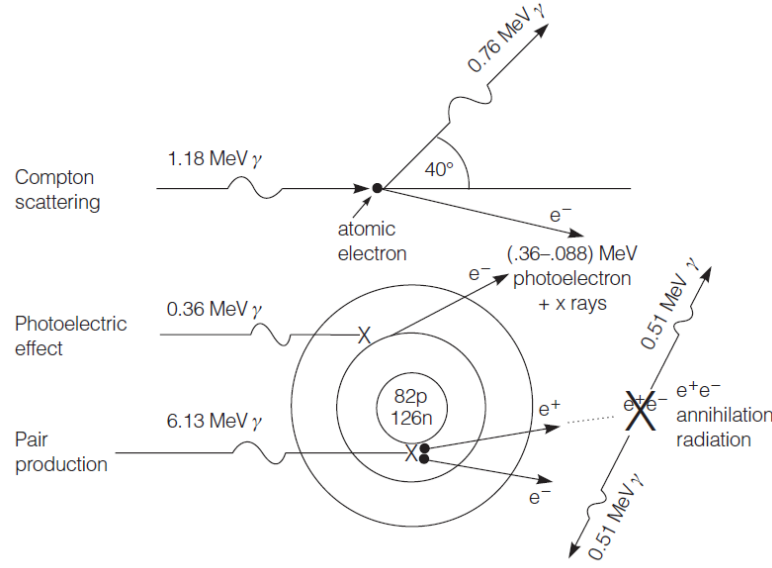 0.76 MeV γ
1.18 MeV γ
Compton
scattering
40°
atomic
electron
e⁻
(.36–.088) MeV
photoelectron
+ x rays
e⁻
0.36 MeV γ
Photoelectric
effect
0.51 MeV γ
82p
126n
6.13 MeV γ
Pair
production
X
X
e⁺
e⁻
e⁺e⁻
X
e⁺e⁻
annihilation
radiation
0.51 MeV γ